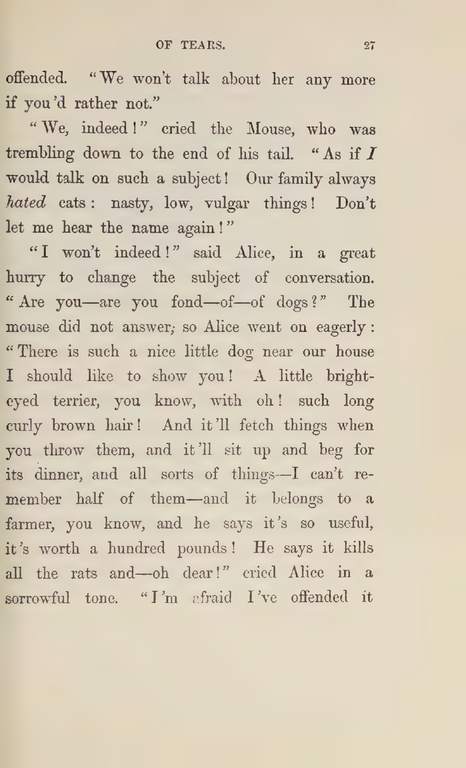 OF TEARS. 27
offended. "We won't talk about her any more
if you'd rather not."
"We, indeed!" cried the Mouse, who was
trembling down to the end of his tail. "As if I
would talk on such a subject! Our family always
hated cats: nasty, low, vulgar things! Don't
let me hear the name again!"
"I won't indeed!" said Alice, in a great
hurry to change the subject of conversation.
"Are you—are you fond—of—of dogs?" The
mouse did not answer; so Alice went on eagerly:
"There is such a nice little dog near our house
I should like to show you! A little bright-
eyed terrier, you know, with oh! such long
curly brown hair! And it'll fetch things when
you throw them, and it'll sit up and beg for
its dinner, and all sorts of things—I can't re-
member half of them—and it belongs to a
farmer, you know, and he says it's so useful,
it's worth a hundred pounds! He says it kills
all the rats and—oh dear!" cried Alice in a
sorrowful tone. "I'm afraid I've offended it